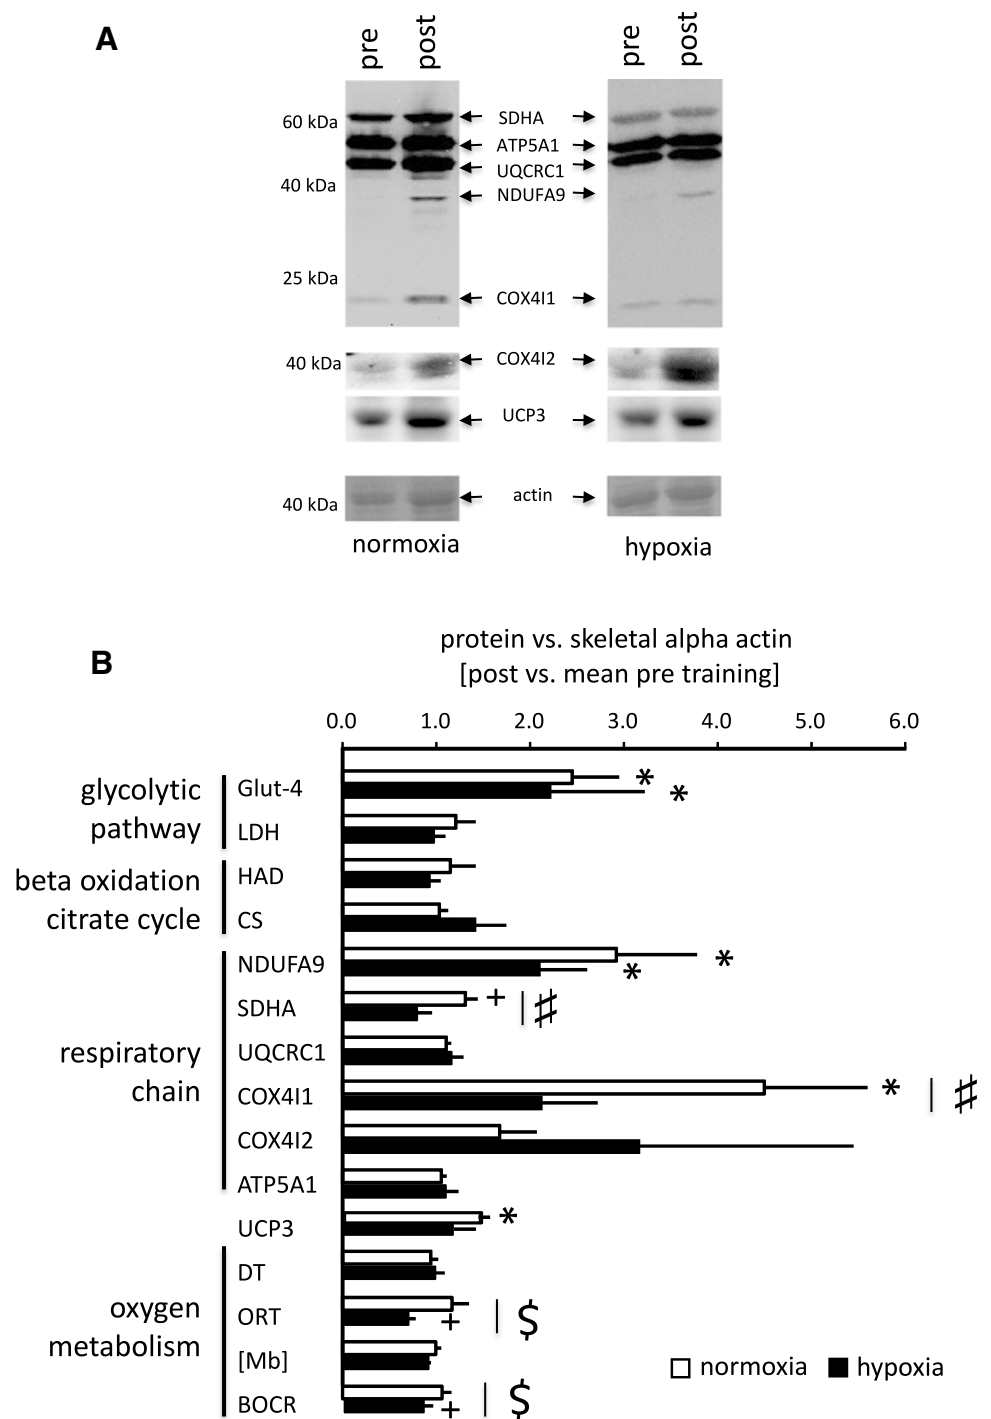 A
pre post pre post
60 kDa SDHA
ATP5A1
UQCRC1
40 kDa NDUFA9
25 kDa
COX4I1
40 kDa COX4I2
UCP3
40 kDa actin
normoxia hypoxia
B
protein vs. skeletal alpha actin
[post vs. mean pre training]
0.0 1.0 2.0 3.0 4.0 5.0 6.0
glycolytic
pathway
Glut-4 * *
LDH
beta oxidation
citrate cycle
HAD
CS
respiratory
chain
NDUFA9 * *
SDHA + | #
UQCRC1
COX4I1 * | #
COX4I2
ATP5A1
UCP3 *
oxygen
metabolism
DT
ORT + | $
[Mb]
BOCR + | $
normoxia hypoxia